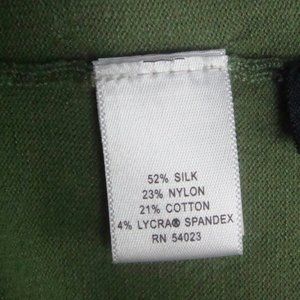 52% SILK
23% NYLON
21% COTTON
4% LYCRA® SPANDEX
RN 54023